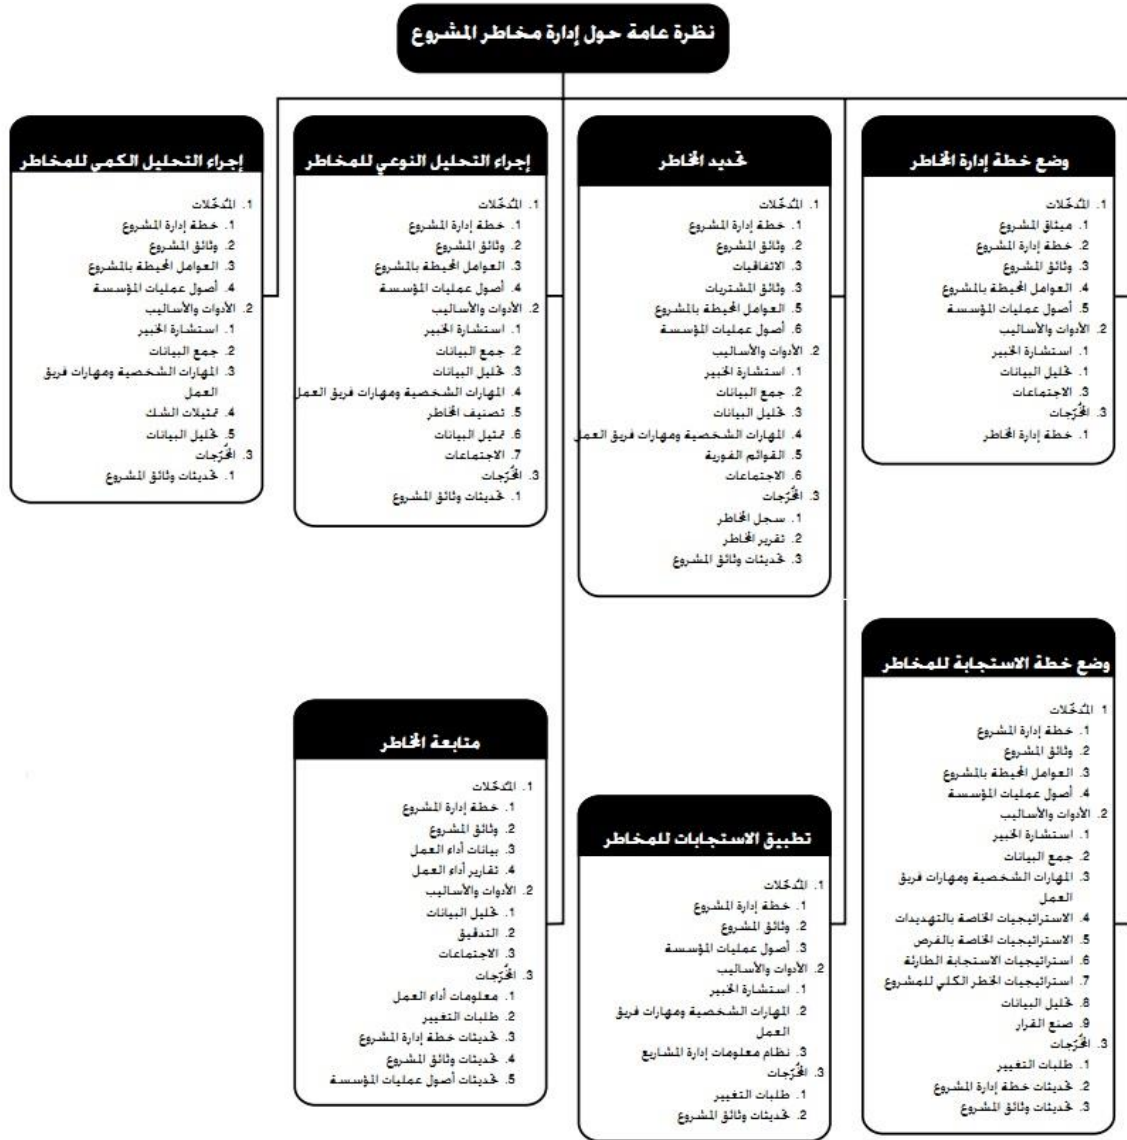 نظرة عامة حول إدارة مخاطر المشروع
وضع خطة إدارة المخاطر
1. المُدخَلات
1. ميثاق المشروع
2. خطة إدارة المشروع
3. وثائق المشروع
4. العوامل المحيطة بالمشروع
5. أصول عمليات المؤسسة
2. الأدوات والأساليب
1. استشارة الخبير
1. تحليل البيانات
3. الاجتماعات
3. المُخرَجات
1. خطة إدارة المخاطر
تحديد المخاطر
1. المُدخَلات
1. خطة إدارة المشروع
2. وثائق المشروع
3. الاتفاقيات
3. وثائق المشتريات
5. العوامل المحيطة بالمشروع
6. أصول عمليات المؤسسة
2. الأدوات والأساليب
1. استشارة الخبير
2. جمع البيانات
3. تحليل البيانات
4. المهارات الشخصية ومهارات فريق العمل
5. القوائم الفورية
6. الاجتماعات
3. المُخرَجات
1. سجل المخاطر
2. تقرير المخاطر
3. تحديثات وثائق المشروع
إجراء التحليل النوعي للمخاطر
1. المُدخَلات
1. خطة إدارة المشروع
2. وثائق المشروع
3. العوامل المحيطة بالمشروع
4. أصول عمليات المؤسسة
2. الأدوات والأساليب
1. استشارة الخبير
2. جمع البيانات
3. تحليل البيانات
4. المهارات الشخصية ومهارات فريق العمل
5. تصنيف المخاطر
6. تمثيل البيانات
7. الاجتماعات
3. المُخرَجات
1. تحديثات وثائق المشروع
إجراء التحليل الكمي للمخاطر
1. المُدخَلات
1. خطة إدارة المشروع
2. وثائق المشروع
3. العوامل المحيطة بالمشروع
4. أصول عمليات المؤسسة
2. الأدوات والأساليب
1. استشارة الخبير
2. جمع البيانات
3. المهارات الشخصية ومهارات فريق
العمل
4. تمثيلات الشك
5. تحليل البيانات
3. المُخرَجات
1. تحديثات وثائق المشروع
وضع خطة الاستجابة للمخاطر
1 المُدخَلات
1. خطة إدارة المشروع
2. وثائق المشروع
3. العوامل المحيطة بالمشروع
4. أصول عمليات المؤسسة
2. الأدوات والأساليب
1. استشارة الخبير
2. جمع البيانات
3. المهارات الشخصية ومهارات فريق
العمل
4. الاستراتيجيات الخاصة بالتهديدات
5. الاستراتيجيات الخاصة بالفرص
6. استراتيجيات الاستجابة الطارئة
7. استراتيجيات الخطر الكلي للمشروع
8. تحليل البيانات
9. صنع القرار
3. المُخرَجات
1. طلبات التغيير
2. تحديثات خطة إدارة المشروع
3. تحديثات وثائق المشروع
تطبيق الاستجابات للمخاطر
1. المُدخَلات
1. خطة إدارة المشروع
2. وثائق المشروع
3. أصول عمليات المؤسسة
2. الأدوات والأساليب
1. استشارة الخبير
2. المهارات الشخصية ومهارات فريق
العمل
3. نظام معلومات إدارة المشاريع
3. المُخرَجات
1. طلبات التغيير
2. تحديثات وثائق المشروع
متابعة المخاطر
1. المُدخَلات
1. خطة إدارة المشروع
2. وثائق المشروع
3. بيانات أداء العمل
4. تقارير أداء العمل
2. الأدوات والأساليب
1. تحليل البيانات
2. التدقيق
3. الاجتماعات
3. المُخرَجات
1. معلومات أداء العمل
2. طلبات التغيير
3. تحديثات خطة إدارة المشروع
4. تحديثات وثائق المشروع
5. تحديثات أصول عمليات المؤسسة